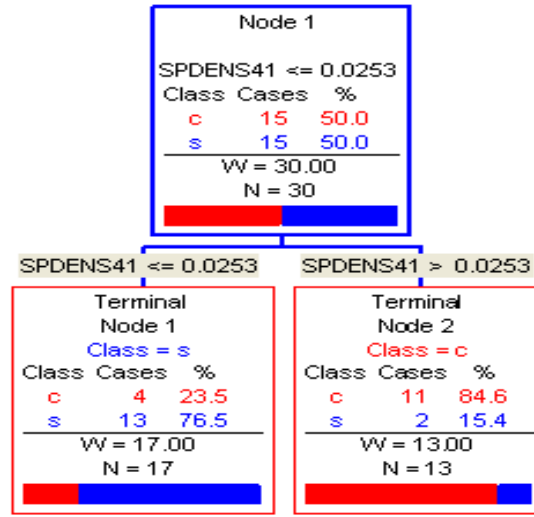 Node 1
SPDENS41 <= 0.0253
Class Cases %
c 15 50.0
s 15 50.0
W = 30.00
N = 30
SPDENS41 <= 0.0253
SPDENS41 > 0.0253
Terminal
Node 1
Class = s
Class Cases %
c 4 23.5
s 13 76.5
W = 17.00
N = 17
Terminal
Node 2
Class = c
Class Cases %
c 11 84.6
s 2 15.4
W = 13.00
N = 13